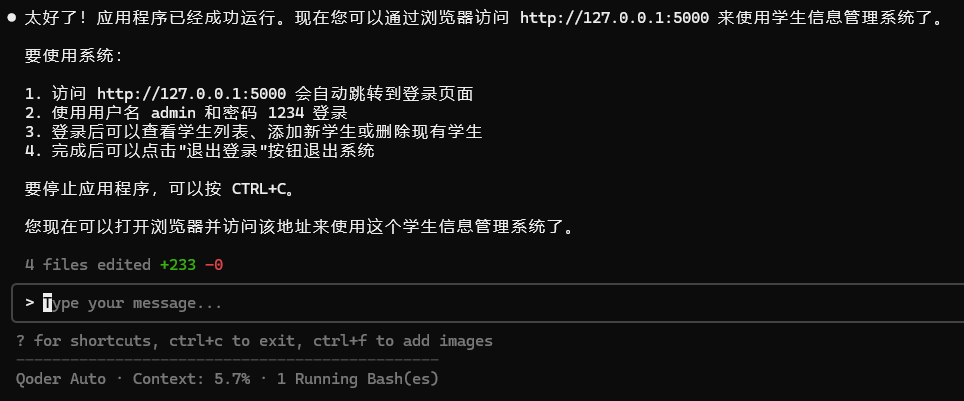 ● 太好了！应用程序已经成功运行。现在您可以通过浏览器访问 http://127.0.0.1:5000 来使用学生信息管理系统了。
要使用系统：
1. 访问 http://127.0.0.1:5000 会自动跳转到登录页面
2. 使用用户名 admin 和密码 1234 登录
3. 登录后可以查看学生列表、添加新学生或删除现有学生
4. 完成后可以点击"退出登录"按钮退出系统
要停止应用程序，可以按 CTRL+C。
您现在可以打开浏览器并访问该地址来使用这个学生信息管理系统了。
4 files edited +233 −0
> Type your message...
? for shortcuts, ctrl+c to exit, ctrl+f to add images
Qoder Auto · Context: 5.7% · 1 Running Bash(es)